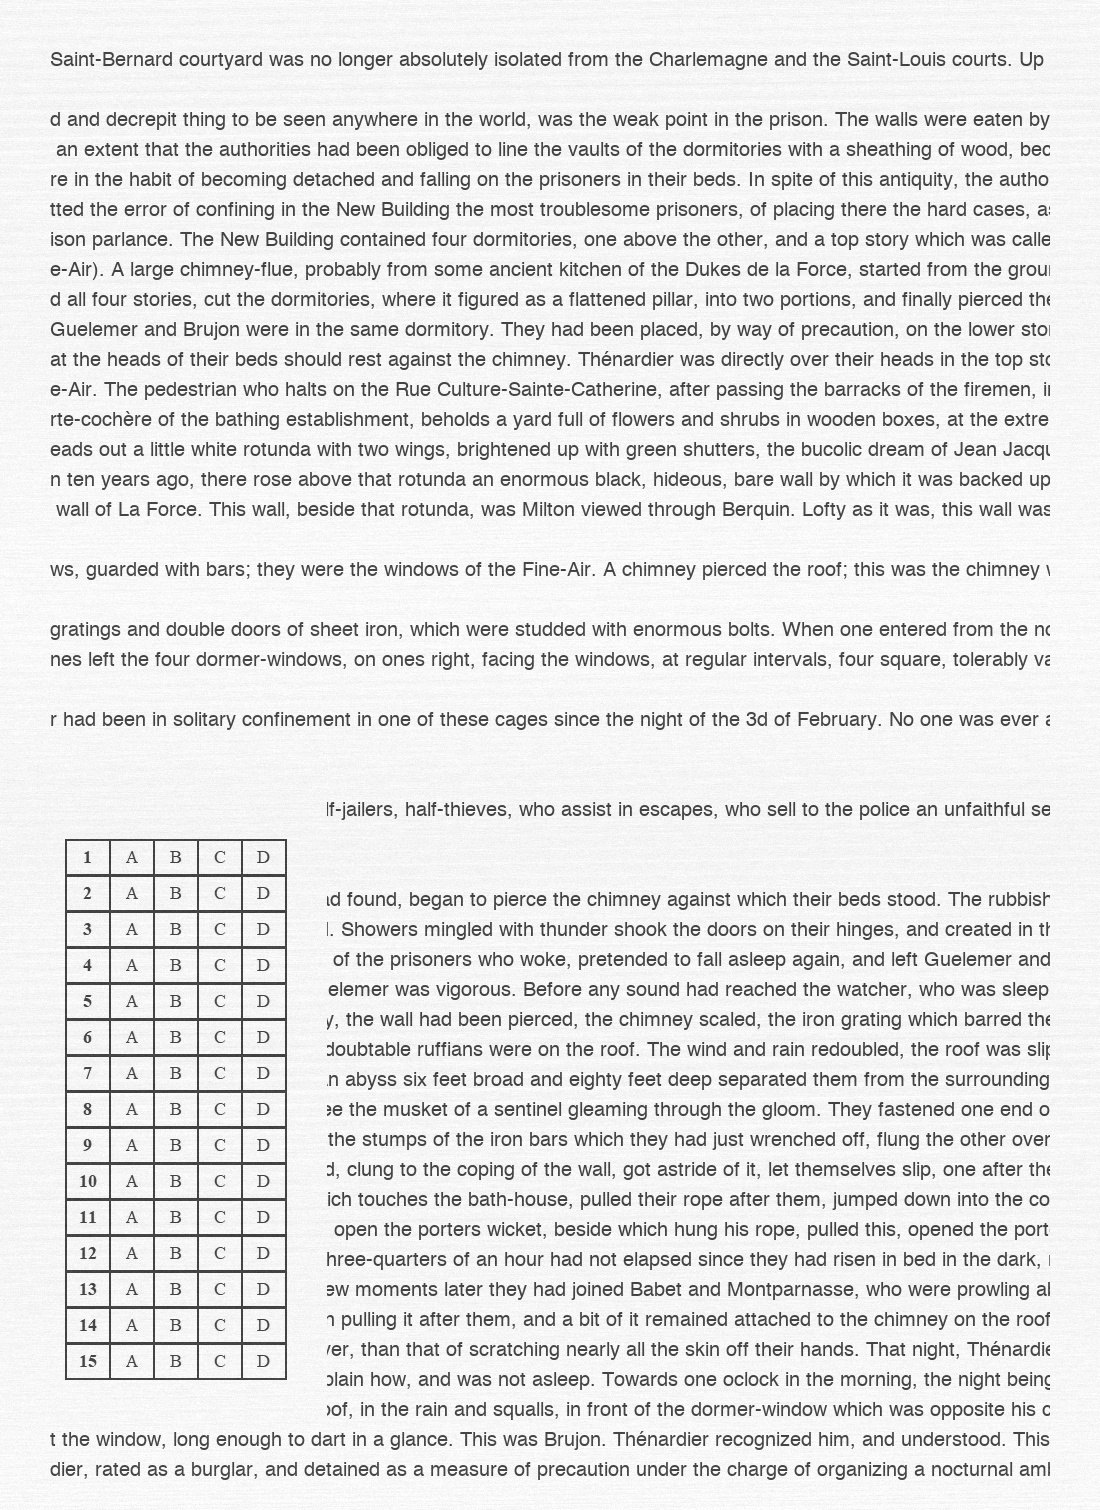 Saint-Bernard courtyard was no longer absolutely isolated from the Charlemagne and the Saint-Louis courts. Up
d and decrepit thing to be seen anywhere in the world, was the weak point in the prison. The walls were eaten by
an extent that the authorities had been obliged to line the vaults of the dormitories with a sheathing of wood, bec
re in the habit of becoming detached and falling on the prisoners in their beds. In spite of this antiquity, the autho
tted the error of confining in the New Building the most troublesome prisoners, of placing there the hard cases, as
ison parlance. The New Building contained four dormitories, one above the other, and a top story which was calle
e-Air). A large chimney-flue, probably from some ancient kitchen of the Dukes de la Force, started from the grou
d all four stories, cut the dormitories, where it figured as a flattened pillar, into two portions, and finally pierced the
Guelemer and Brujon were in the same dormitory. They had been placed, by way of precaution, on the lower sto
at the heads of their beds should rest against the chimney. Thénardier was directly over their heads in the top sto
e-Air. The pedestrian who halts on the Rue Culture-Sainte-Catherine, after passing the barracks of the firemen, i
rte-cochère of the bathing establishment, beholds a yard full of flowers and shrubs in wooden boxes, at the extre
eads out a little white rotunda with two wings, brightened up with green shutters, the bucolic dream of Jean Jacqu
n ten years ago, there rose above that rotunda an enormous black, hideous, bare wall by which it was backed up
wall of La Force. This wall, beside that rotunda, was Milton viewed through Berquin. Lofty as it was, this wall was
ws, guarded with bars; they were the windows of the Fine-Air. A chimney pierced the roof; this was the chimney
gratings and double doors of sheet iron, which were studded with enormous bolts. When one entered from the no
nes left the four dormer-windows, on ones right, facing the windows, at regular intervals, four square, tolerably va
r had been in solitary confinement in one of these cages since the night of the 3d of February. No one was ever a
lf-jailers, half-thieves, who assist in escapes, who sell to the police an unfaithful se
1 A B C D
2 A B C D
3 A B C D
4 A B C D
5 A B C D
6 A B C D
7 A B C D
8 A B C D
9 A B C D
10 A B C D
11 A B C D
12 A B C D
13 A B C D
14 A B C D
15 A B C D
ad found, began to pierce the chimney against which their beds stood. The rubbish
. Showers mingled with thunder shook the doors on their hinges, and created in th
of the prisoners who woke, pretended to fall asleep again, and left Guelemer and
elemer was vigorous. Before any sound had reached the watcher, who was sleep
y, the wall had been pierced, the chimney scaled, the iron grating which barred the
doubtable ruffians were on the roof. The wind and rain redoubled, the roof was slip
n abyss six feet broad and eighty feet deep separated them from the surrounding
ee the musket of a sentinel gleaming through the gloom. They fastened one end o
the stumps of the iron bars which they had just wrenched off, flung the other over
d, clung to the coping of the wall, got astride of it, let themselves slip, one after the
ich touches the bath-house, pulled their rope after them, jumped down into the co
open the porters wicket, beside which hung his rope, pulled this, opened the port
hree-quarters of an hour had not elapsed since they had risen in bed in the dark,
ew moments later they had joined Babet and Montparnasse, who were prowling a
n pulling it after them, and a bit of it remained attached to the chimney on the roof
ver, than that of scratching nearly all the skin off their hands. That night, Thénardie
plain how, and was not asleep. Towards one oclock in the morning, the night being
oof, in the rain and squalls, in front of the dormer-window which was opposite his c
t the window, long enough to dart in a glance. This was Brujon. Thénardier recognized him, and understood. This
dier, rated as a burglar, and detained as a measure of precaution under the charge of organizing a nocturnal am